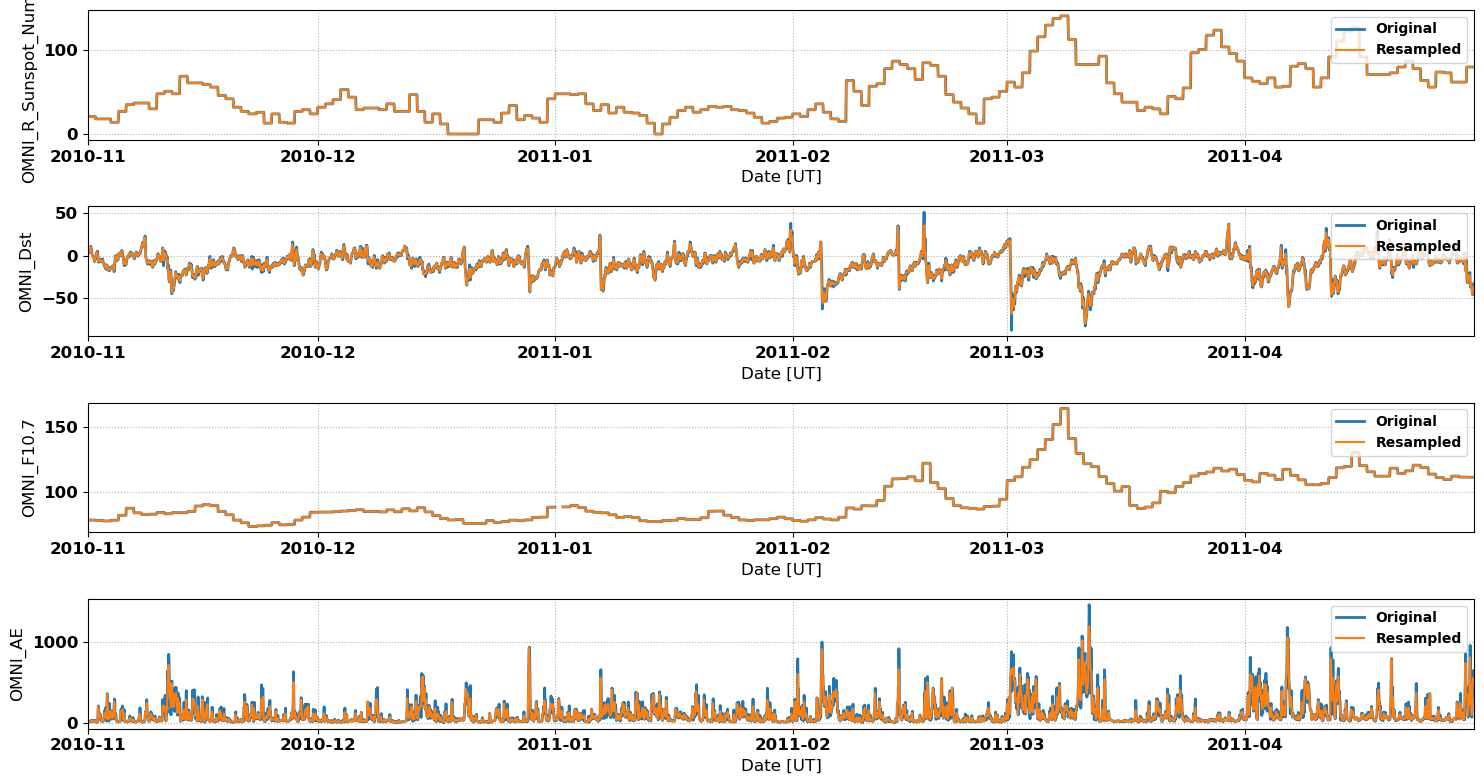 OMNI_R_Sunspot_Num
100
0
Original
Resampled
2010-11 2010-12 2011-01 2011-02 2011-03 2011-04
Date [UT]
OMNI_Dst
50
0
−50
Original
Resampled
2010-11 2010-12 2011-01 2011-02 2011-03 2011-04
Date [UT]
OMNI_F10.7
150
100
Original
Resampled
2010-11 2010-12 2011-01 2011-02 2011-03 2011-04
Date [UT]
OMNI_AE
1000
0
Original
Resampled
2010-11 2010-12 2011-01 2011-02 2011-03 2011-04
Date [UT]